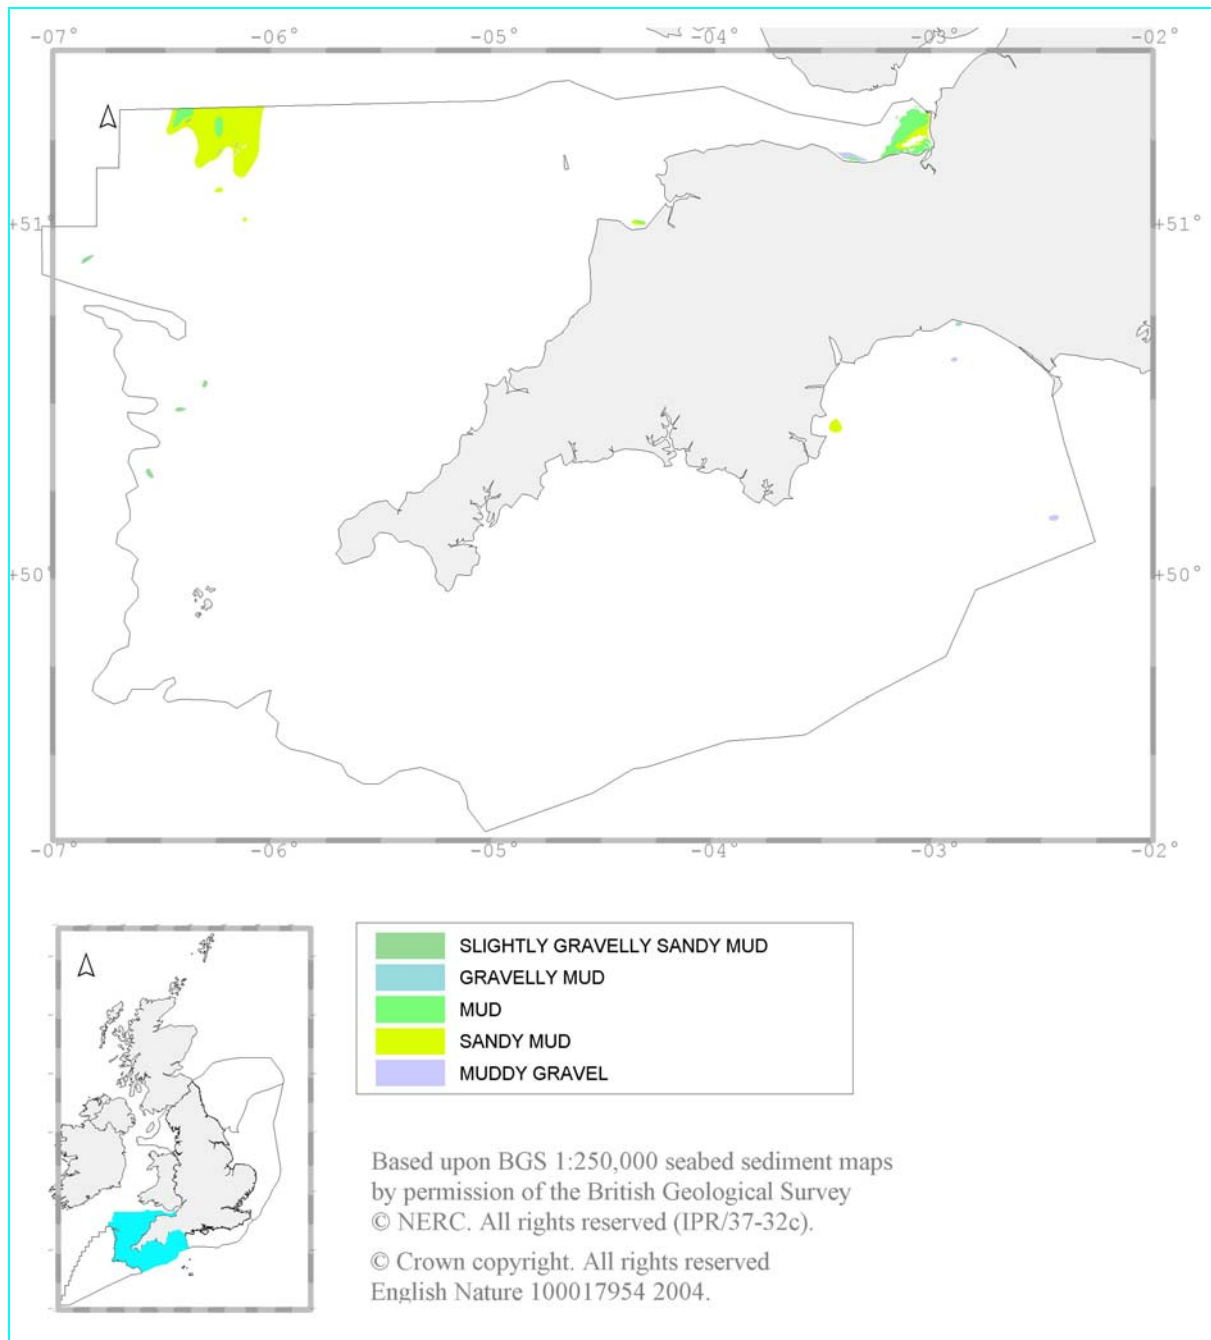 -07° -06° -05° -04° -03° -02°
+51° +51°
+50° +50°
-07° -06° -05° -04° -03° -02°
SLIGHTLY GRAVELLY SANDY MUD
GRAVELLY MUD
MUD
SANDY MUD
MUDDY GRAVEL
Based upon BGS 1:250,000 seabed sediment maps
by permission of the British Geological Survey
© NERC. All rights reserved (IPR/37-32c).
© Crown copyright. All rights reserved
English Nature 100017954 2004.